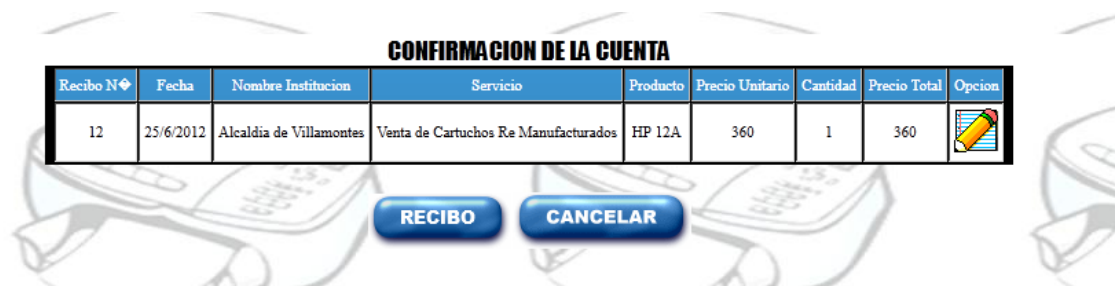 CONFIRMACION DE LA CUENTA
Recibo N� Fecha Nombre Institucion Servicio Producto Precio Unitario Cantidad Precio Total Opcion
12 25/6/2012 Alcaldia de Villamontes Venta de Cartuchos Re Manufacturados HP 12A 360 1 360
RECIBO CANCELAR